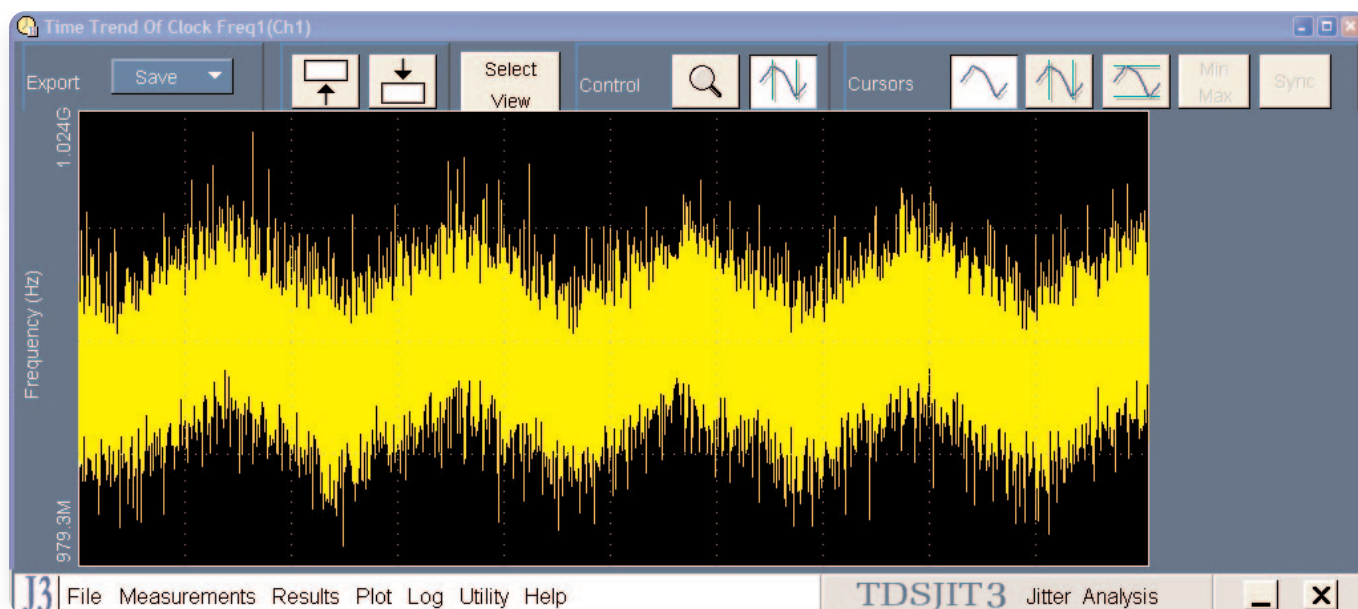 Time Trend Of Clock Freq1(Ch1)
Export
Save
Select
View
Control
Cursors
Min
Max
Sync
1.024G
Frequency (Hz)
979.3M
J3 File Measurements Results Plot Log Utility Help
TDSJIT3 Jitter Analysis